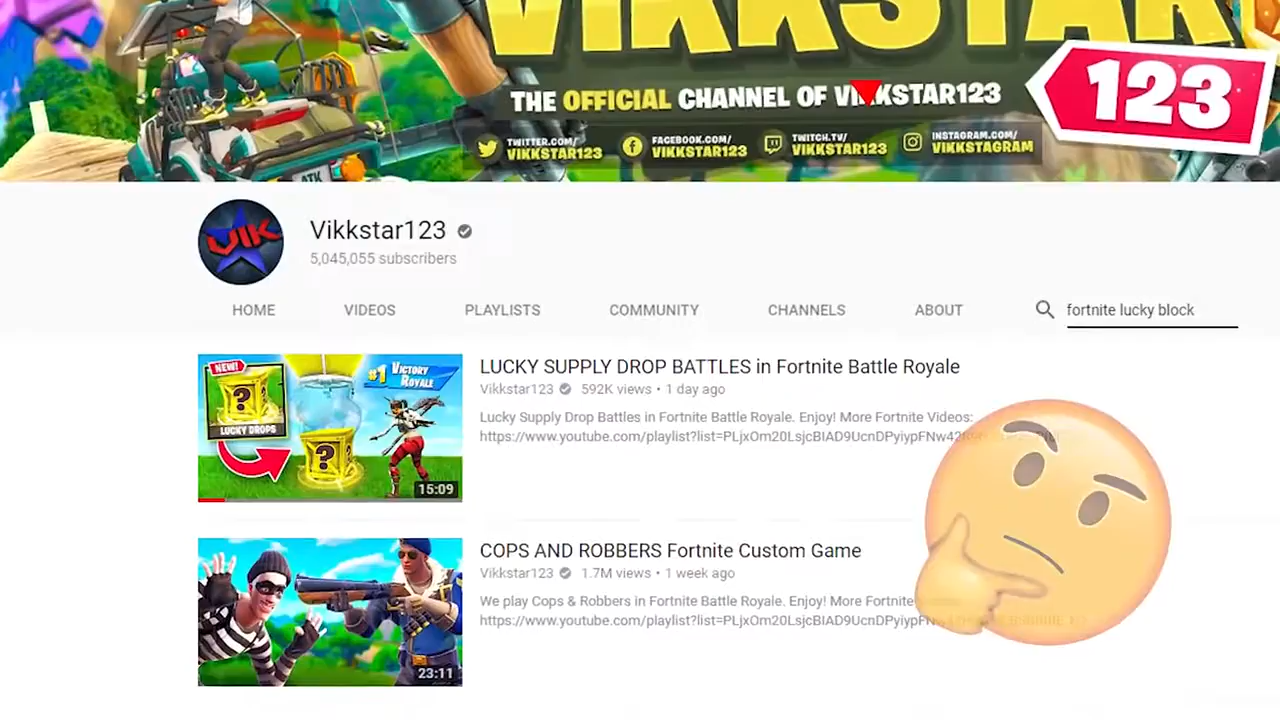 VIKKSTAR
123
THE OFFICIAL CHANNEL OF VIKKSTAR123
TWITTER.COM/
VIKKSTAR123
FACEBOOK.COM/
VIKKSTAR123
TWITCH.TV/
VIKKSTAR123
INSTAGRAM.COM/
VIKKSTAGRAM
ATK
VIK
Vikkstar123
5,045,055 subscribers
HOME VIDEOS PLAYLISTS COMMUNITY CHANNELS ABOUT fortnite lucky block
NEW!
#1 VICTORY
ROYALE
?
LUCKY DROPS
?
15:09
LUCKY SUPPLY DROP BATTLES in Fortnite Battle Royale
Vikkstar123 592K views • 1 day ago
Lucky Supply Drop Battles in Fortnite Battle Royale. Enjoy! More Fortnite Videos:
https://www.youtube.com/playlist?list=PLjxOm20LsjcBIAD9UcnDPyiypFNw42
23:11
COPS AND ROBBERS Fortnite Custom Game
Vikkstar123 1.7M views • 1 week ago
We play Cops & Robbers in Fortnite Battle Royale. Enjoy! More Fortnite
https://www.youtube.com/playlist?list=PLjxOm20LsjcBIAD9UcnDPyiypF